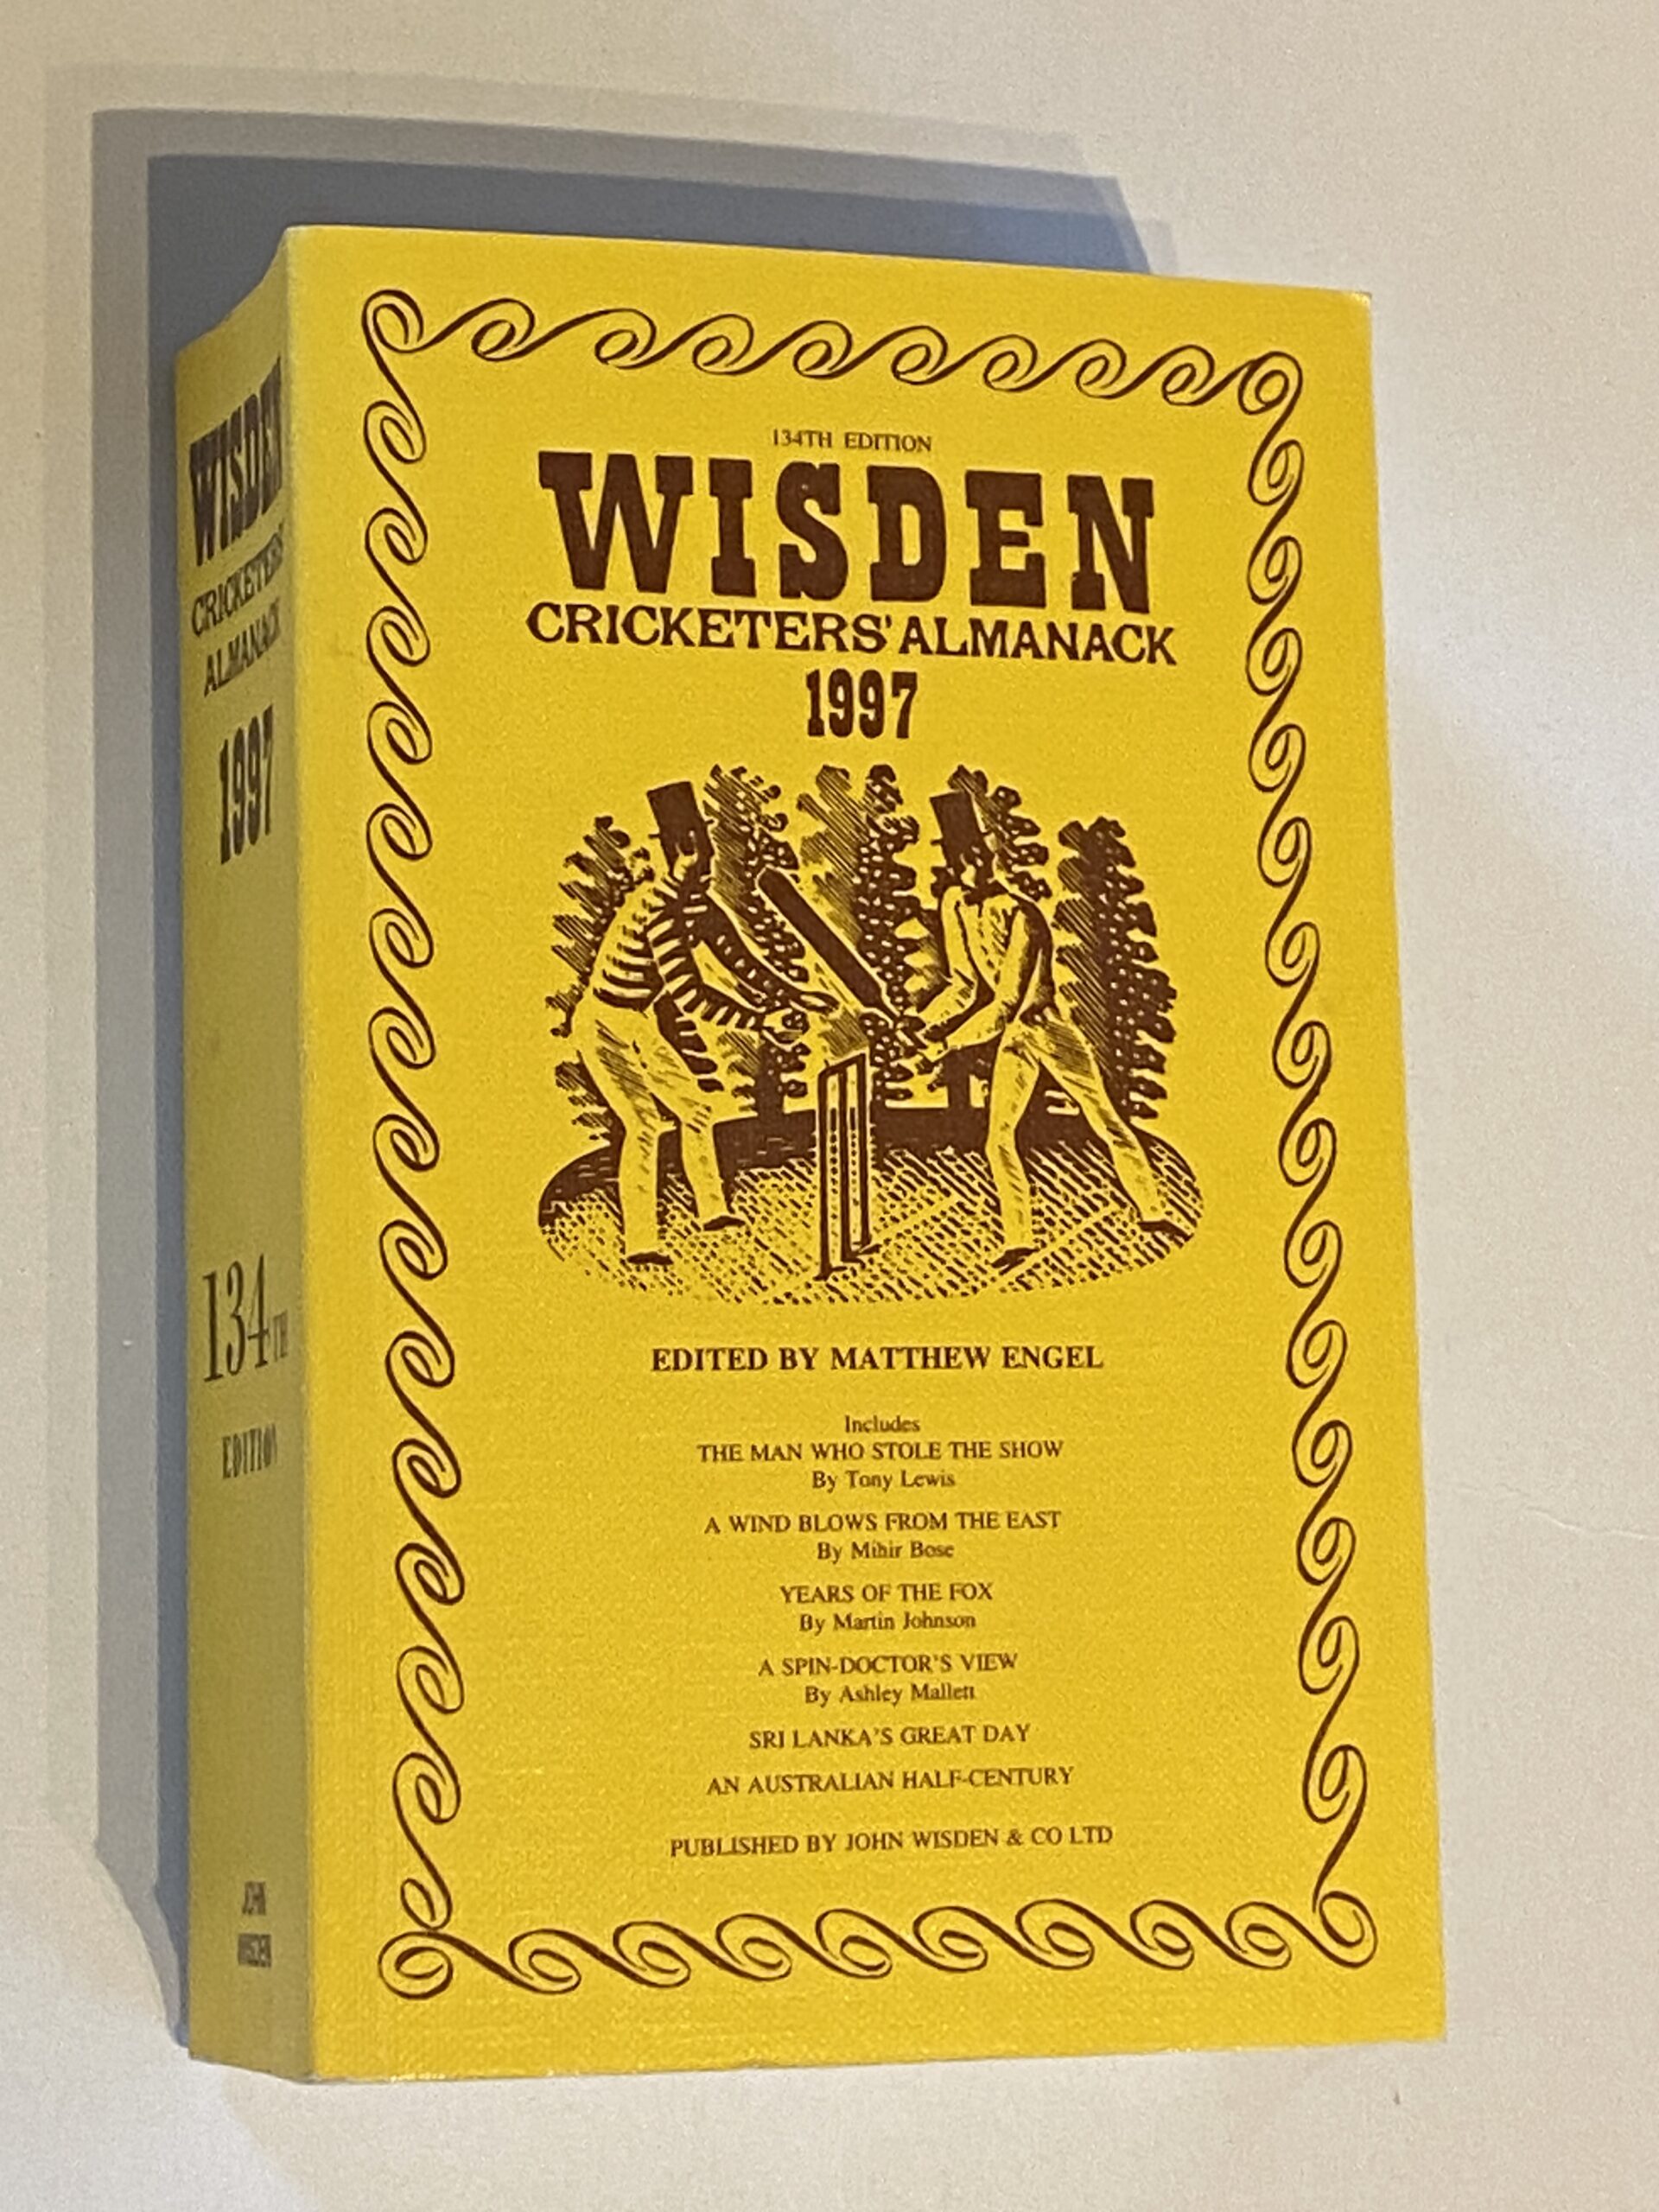 WISDEN
CRICKETERS'
ALMANACK
1997
134TH
EDITION
JOHN
WISDEN
134TH EDITION
WISDEN
CRICKETERS' ALMANACK
1997
EDITED BY MATTHEW ENGEL
Includes
THE MAN WHO STOLE THE SHOW
By Tony Lewis
A WIND BLOWS FROM THE EAST
By Mihir Bose
YEARS OF THE FOX
By Martin Johnson
A SPIN-DOCTOR'S VIEW
By Ashley Mallett
SRI LANKA'S GREAT DAY
AN AUSTRALIAN HALF-CENTURY
PUBLISHED BY JOHN WISDEN & CO LTD